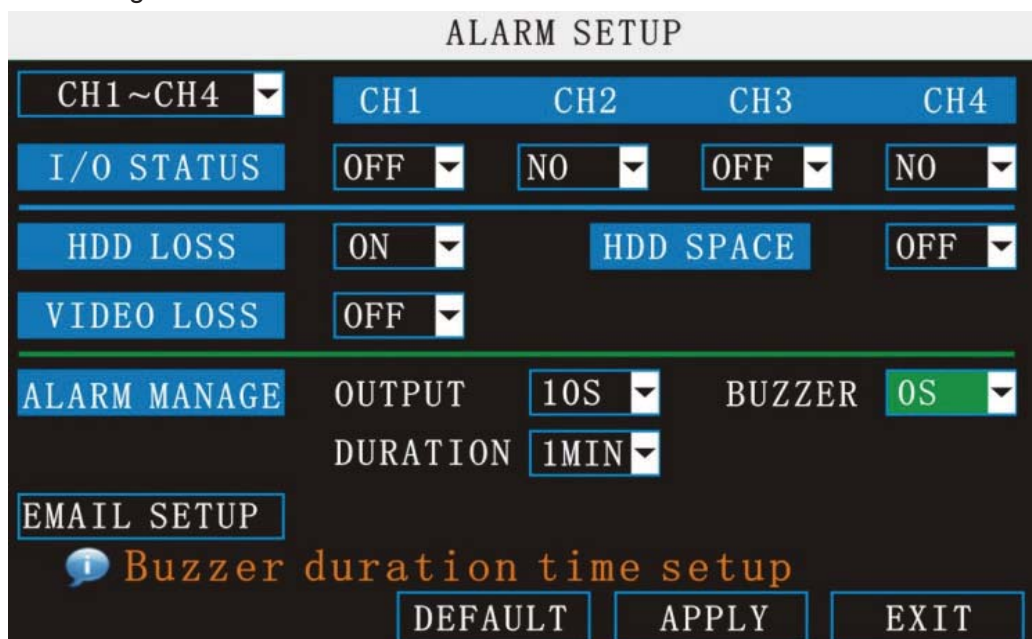 ALARM SETUP
CH1~CH4 CH1 CH2 CH3 CH4
I/O STATUS OFF NO OFF NO
HDD LOSS ON HDD SPACE OFF
VIDEO LOSS OFF
ALARM MANAGE OUTPUT 10S BUZZER 0S
DURATION 1MIN
EMAIL SETUP
Buzzer duration time setup
DEFAULT APPLY EXIT